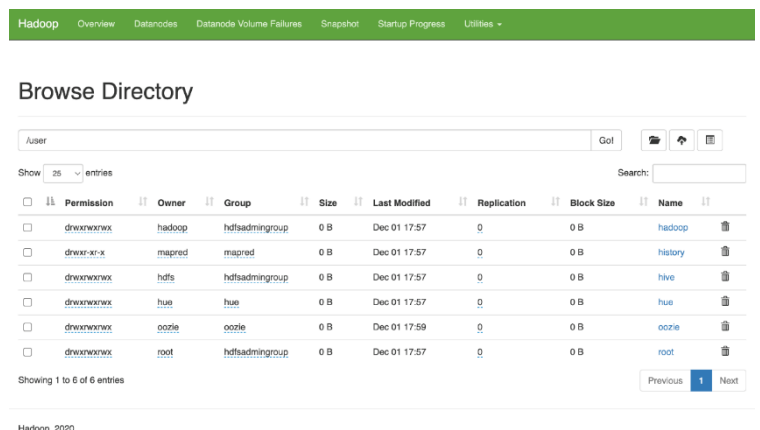 Hadoop Overview Datanodes Datanode Volume Failures Snapshot Startup Progress Utilities
Browse Directory
/user Go!
Show 25 entries Search:
Permission Owner Group Size Last Modified Replication Block Size Name
drwxrwxrwx hadoop hdfsadmingroup 0 B Dec 01 17:57 0 0 B hadoop
drwxr-xr-x mapred mapred 0 B Dec 01 17:57 0 0 B history
drwxrwxrwx hdfs hdfsadmingroup 0 B Dec 01 17:57 0 0 B hive
drwxrwxrwx hue hue 0 B Dec 01 17:57 0 0 B hue
drwxrwxrwx oozie oozie 0 B Dec 01 17:59 0 0 B oozie
drwxrwxrwx root hdfsadmingroup 0 B Dec 01 17:57 0 0 B root
Showing 1 to 6 of 6 entries Previous 1 Next
Hadoop, 2020.